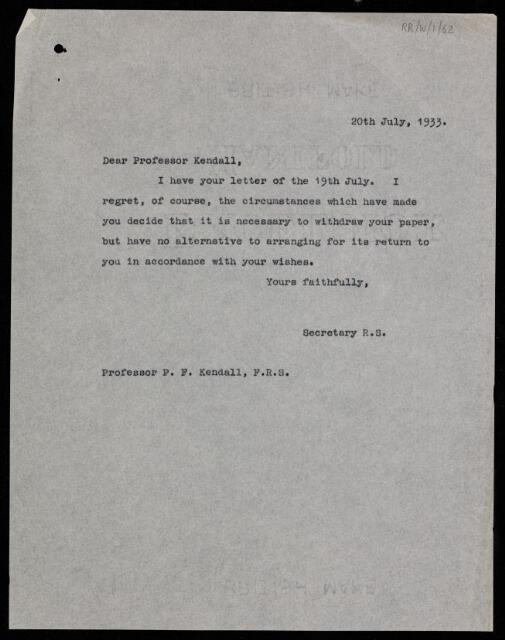 RR/W/1/62
20th July, 1933.
Dear Professor Kendall,
I have your letter of the 19th July. I
regret, of course, the circumstances which have made
you decide that it is necessary to withdraw your paper,
but have no alternative to arranging for its return to
you in accordance with your wishes.
Yours faithfully,
Secretary R.S.
Professor P. F. Kendall, F.R.S.